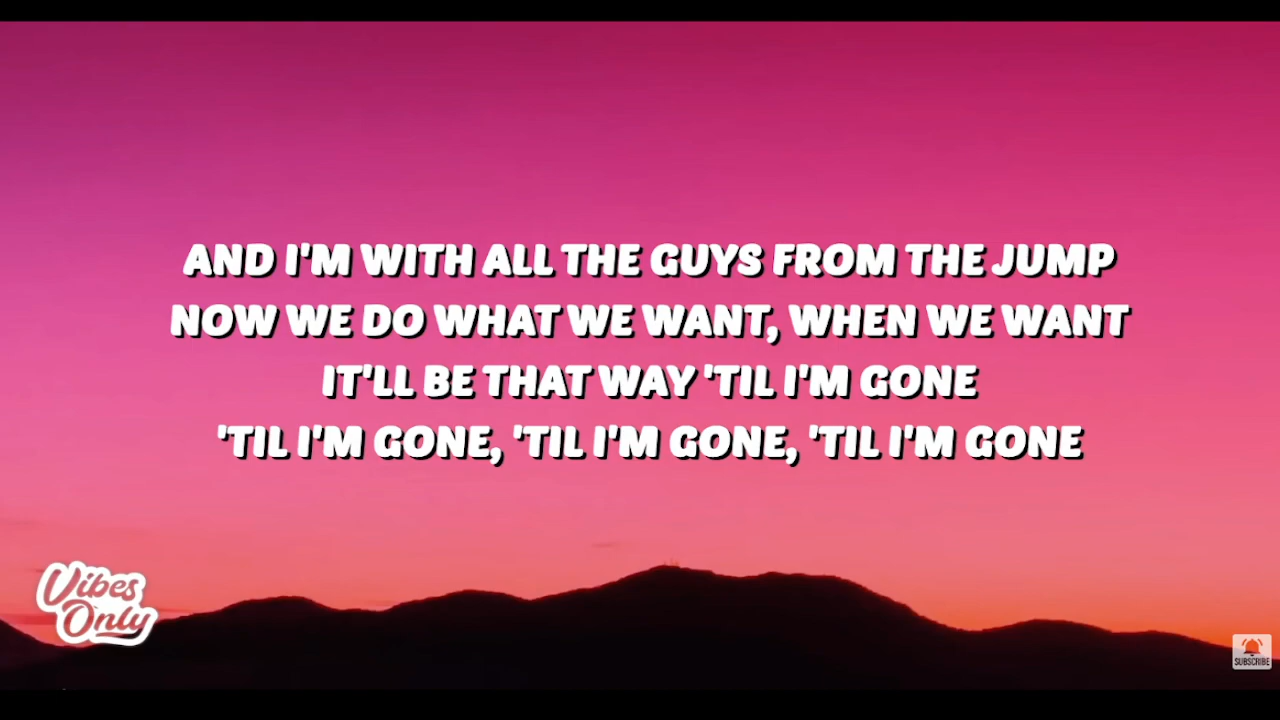 AND I'M WITH ALL THE GUYS FROM THE JUMP
NOW WE DO WHAT WE WANT, WHEN WE WANT
IT'LL BE THAT WAY 'TIL I'M GONE
'TIL I'M GONE, 'TIL I'M GONE, 'TIL I'M GONE
Vibes
Only
SUBSCRIBE